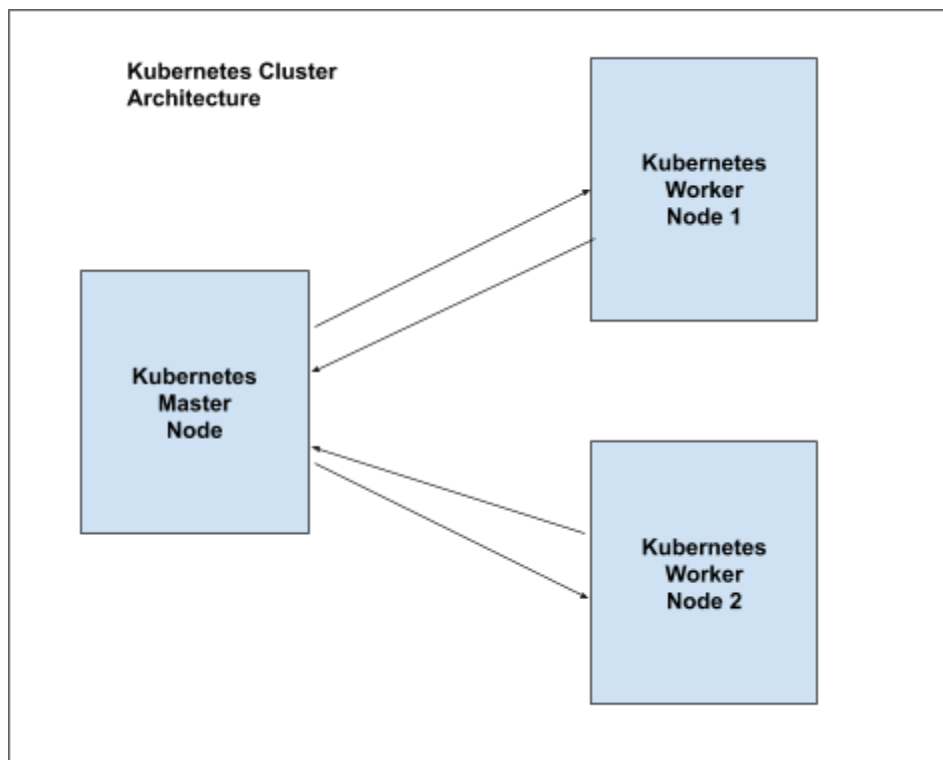 Kubernetes Cluster
Architecture
Kubernetes
Worker
Node 1
Kubernetes
Master
Node
Kubernetes
Worker
Node 2